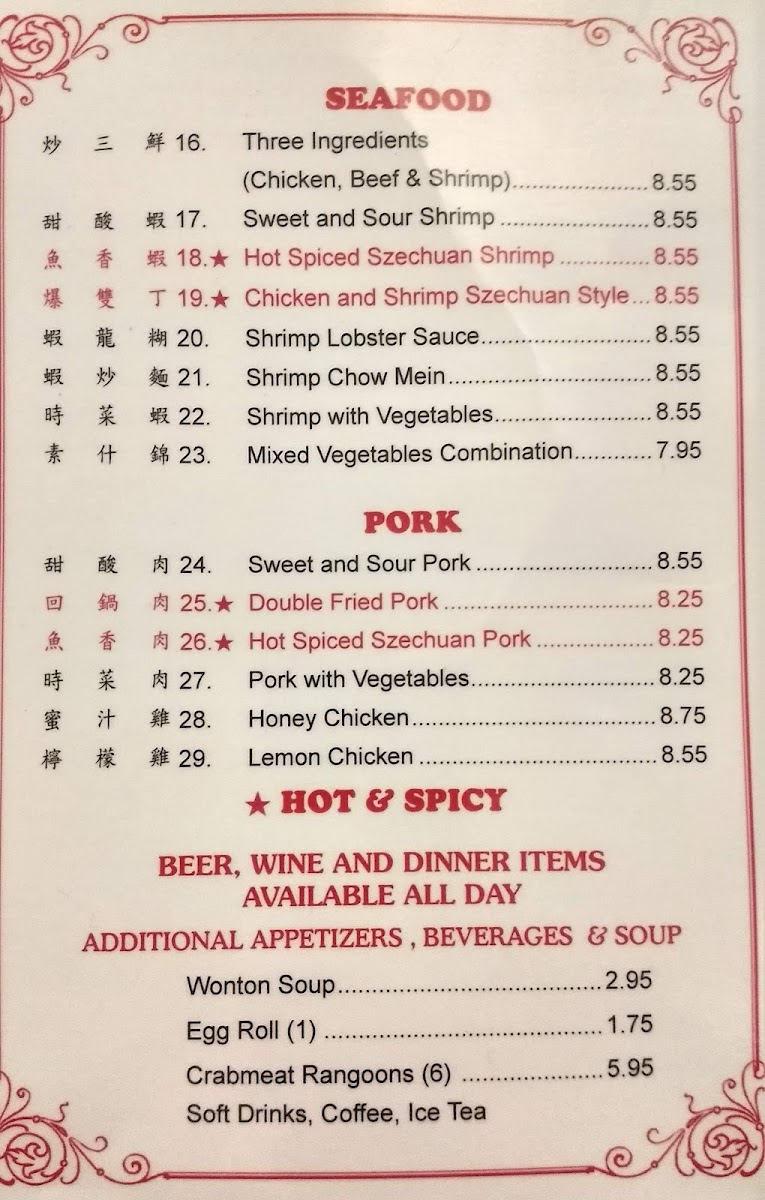 SEAFOOD
炒 三 鮮 16. Three Ingredients
(Chicken, Beef & Shrimp)......................8.55
甜 酸 蝦 17. Sweet and Sour Shrimp .........................8.55
魚 香 蝦 18.★ Hot Spiced Szechuan Shrimp ...............8.55
爆 雙 丁 19.★ Chicken and Shrimp Szechuan Style...8.55
蝦 龍 糊 20. Shrimp Lobster Sauce............................8.55
蝦 炒 麵 21. Shrimp Chow Mein..................................8.55
時 菜 蝦 22. Shrimp with Vegetables..........................8.55
素 什 錦 23. Mixed Vegetables Combination............7.95
PORK
甜 酸 肉 24. Sweet and Sour Pork .............................8.55
回 鍋 肉 25.★ Double Fried Pork ...................................8.25
魚 香 肉 26.★ Hot Spiced Szechuan Pork ...................8.25
時 菜 肉 27. Pork with Vegetables..............................8.25
蜜 汁 雞 28. Honey Chicken........................................8.75
檸 檬 雞 29. Lemon Chicken .......................................8.55
★ HOT & SPICY
BEER, WINE AND DINNER ITEMS
AVAILABLE ALL DAY
ADDITIONAL APPETIZERS , BEVERAGES & SOUP
Wonton Soup...........................................2.95
Egg Roll (1) .............................................1.75
Crabmeat Rangoons (6) .......................5.95
Soft Drinks, Coffee, Ice Tea